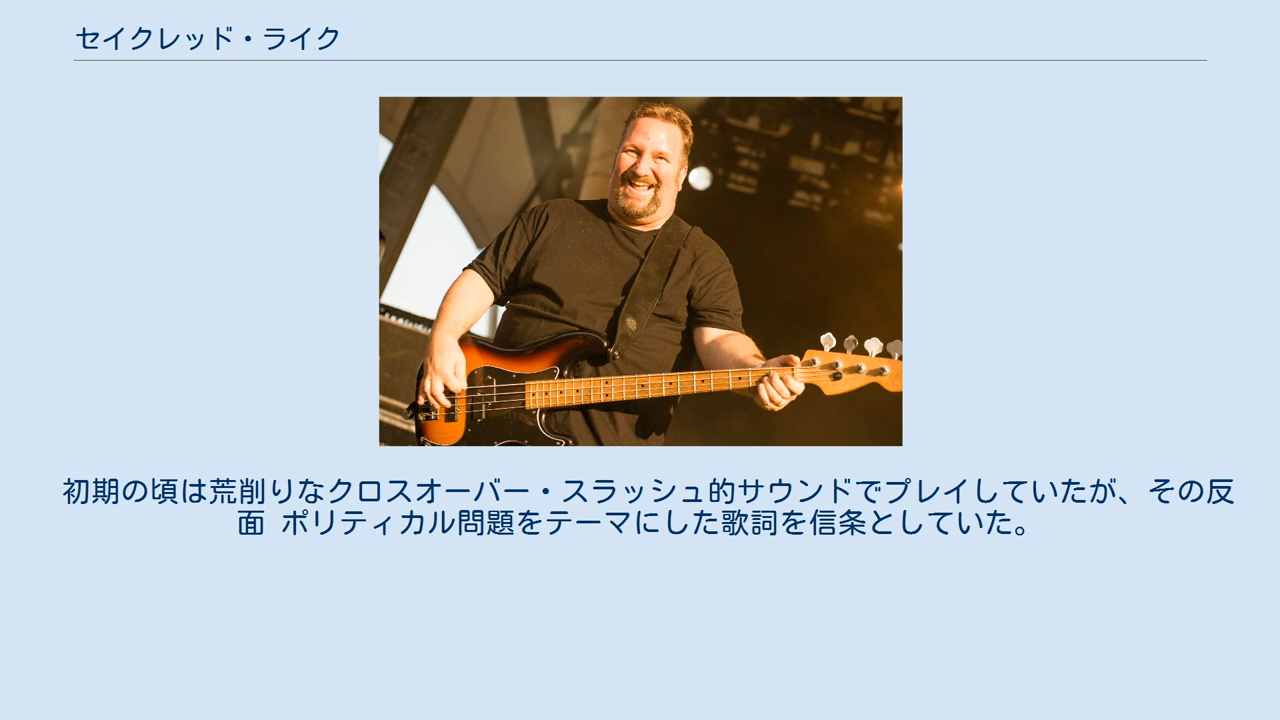 セイクレッド・ライク
初期の頃は荒削りなクロスオーバー・スラッシュ的サウンドでプレイしていたが、その反
面 ポリティカル問題をテーマにした歌詞を信条としていた。